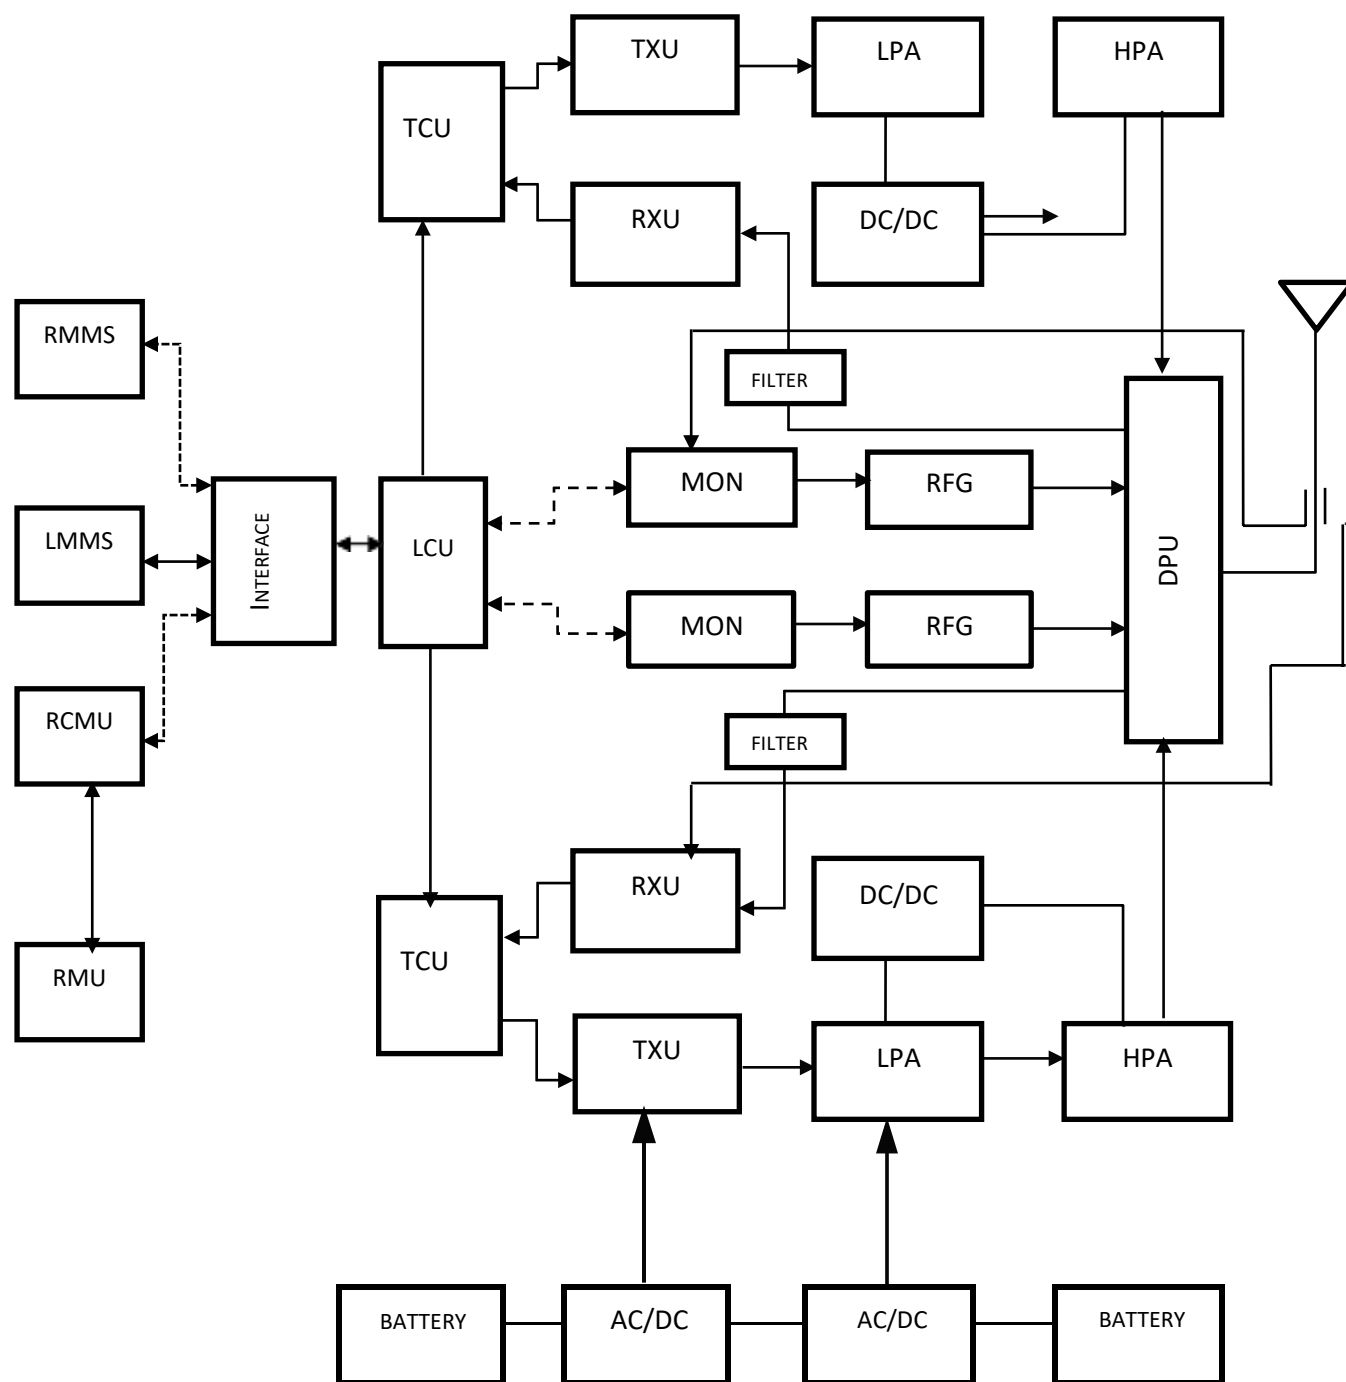 TXU
LPA
HPA
TCU
RXU
DC/DC
RMMS
FILTER
MON
RFG
LMMS
INTERFACE
LCU
DPU
MON
RFG
RCMU
FILTER
RXU
DC/DC
TCU
RMU
TXU
LPA
HPA
BATTERY
AC/DC
AC/DC
BATTERY